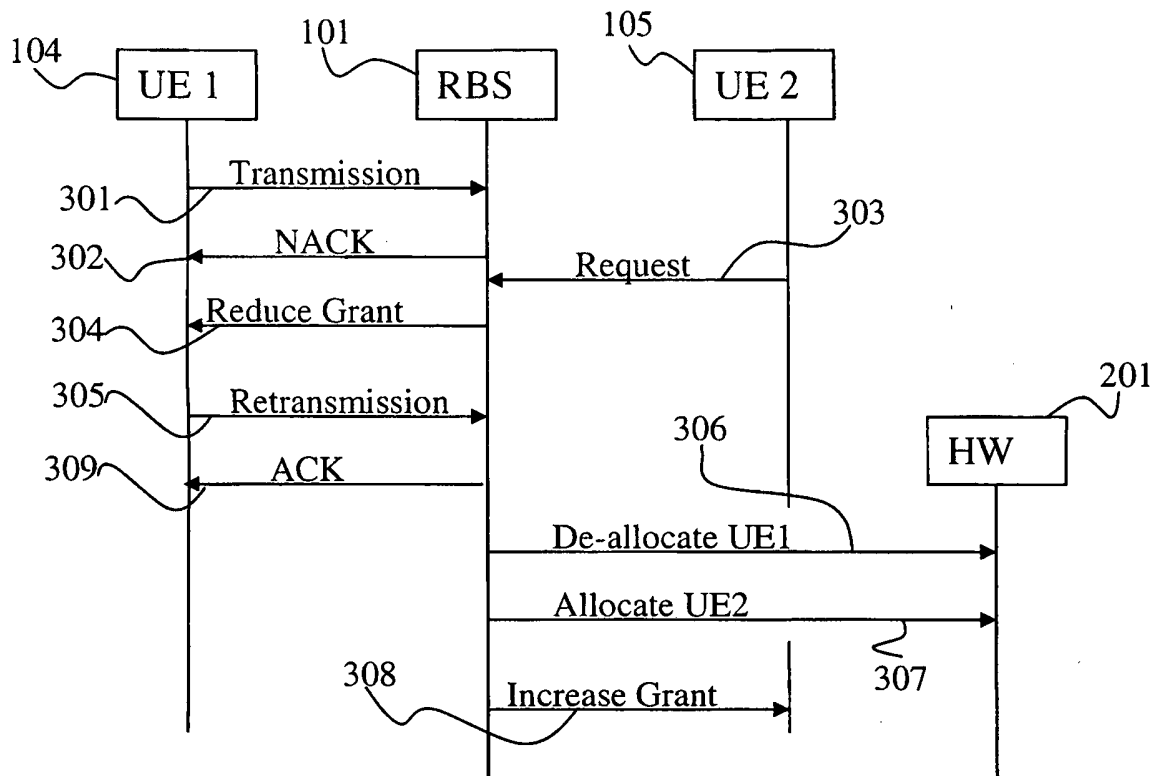 104
101
105
UE 1
RBS
UE 2
Transmission
301
303
NACK
302
Request
Reduce Grant
304
201
305
Retransmission
306
HW
309
ACK
De-allocate UE1
Allocate UE2
307
308
Increase Grant